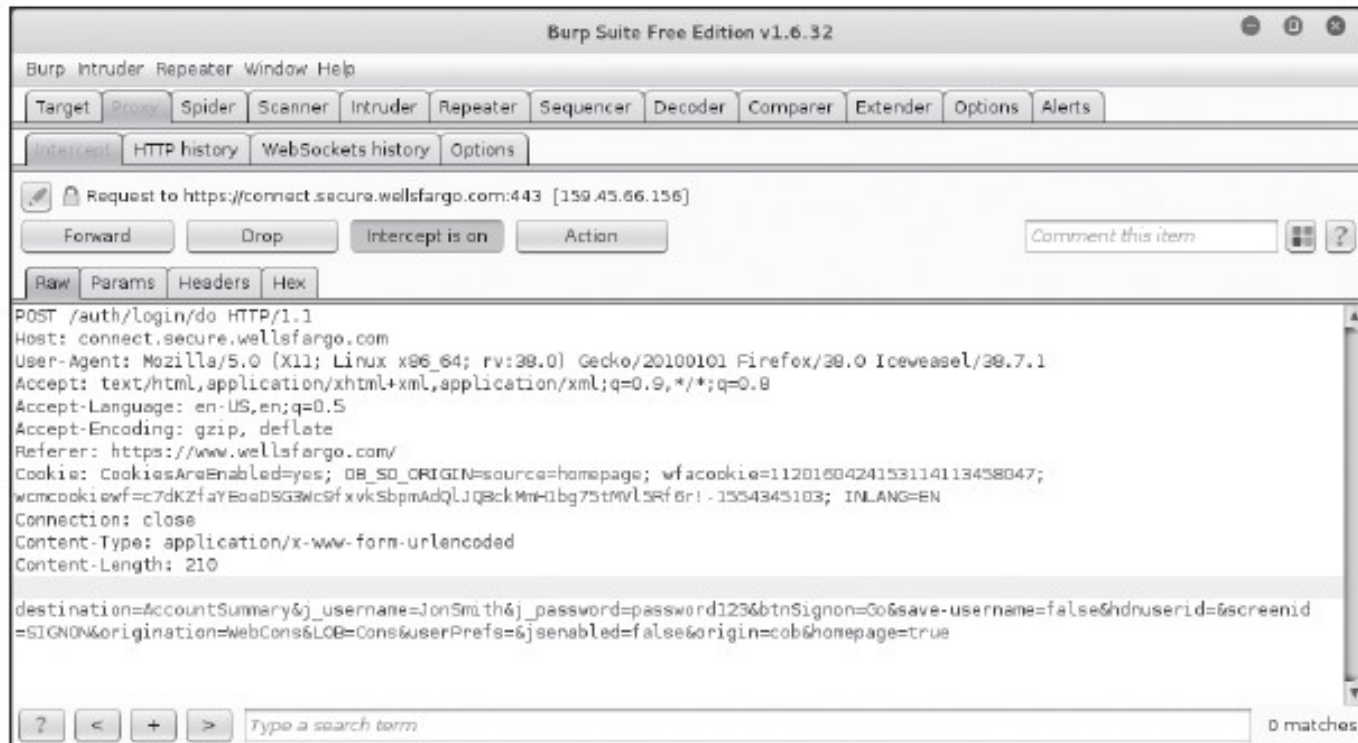 Burp Suite Free Edition v1.6.32
Burp Intruder Repeater Window Help
Target Proxy Spider Scanner Intruder Repeater Sequencer Decoder Comparer Extender Options Alerts
Intercept HTTP history WebSockets history Options
Request to https://connect.secure.wellsfargo.com:443 [159.45.66.156]
Forward Drop Intercept is on Action Comment this item ?
Raw Params Headers Hex
POST /auth/login/do HTTP/1.1
Host: connect.secure.wellsfargo.com
User-Agent: Mozilla/5.0 (X11; Linux x86_64; rv:38.0) Gecko/20100101 Firefox/38.0 Iceweasel/38.7.1
Accept: text/html,application/xhtml+xml,application/xml;q=0.9,*/*;q=0.8
Accept-Language: en-US,en;q=0.5
Accept-Encoding: gzip, deflate
Referer: https://www.wellsfargo.com/
Cookie: CookiesAreEnabled=yes; OB_SO_ORIGIN=source=homepage;
INLANG=EN
Connection: close
Content-Type: application/x-www-form-urlencoded
Content-Length: 210
destination=AccountSummary&j_username=JonSmith&j_password=password123&btnSignon=Go&save-username=false&hdnuserid=&screenid
=SIGNON&origination=WebCons&LOB=Cons&userPrefs=&jsenabled=false&origin=cob&homepage=true
? < + > Type a search term 0 matches